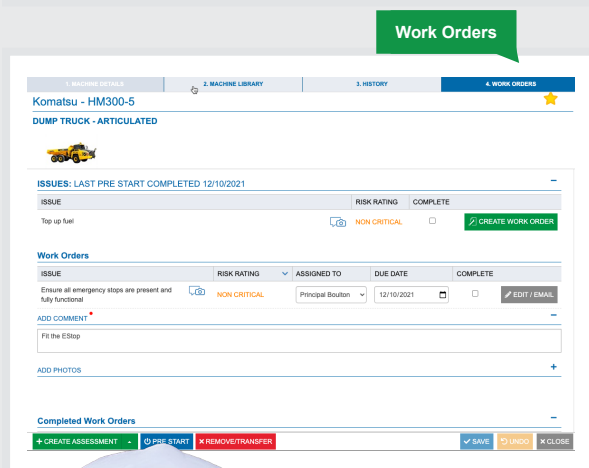 Work Orders
1. MACHINE DETAILS 2. MACHINE LIBRARY 3. HISTORY 4. WORK ORDERS
Komatsu - HM300-5
DUMP TRUCK - ARTICULATED
ISSUES: LAST PRE START COMPLETED 12/10/2021
ISSUE RISK RATING COMPLETE
Top up fuel NON CRITICAL CREATE WORK ORDER
Work Orders
ISSUE RISK RATING ASSIGNED TO DUE DATE COMPLETE
Ensure all emergency stops are present and
fully functional NON CRITICAL Principal Boulton 12/10/2021 EDIT / EMAIL
ADD COMMENT *
Fit the EStop
ADD PHOTOS
Completed Work Orders
+ CREATE ASSESSMENT PRE START × REMOVE/TRANSFER SAVE UNDO × CLOSE